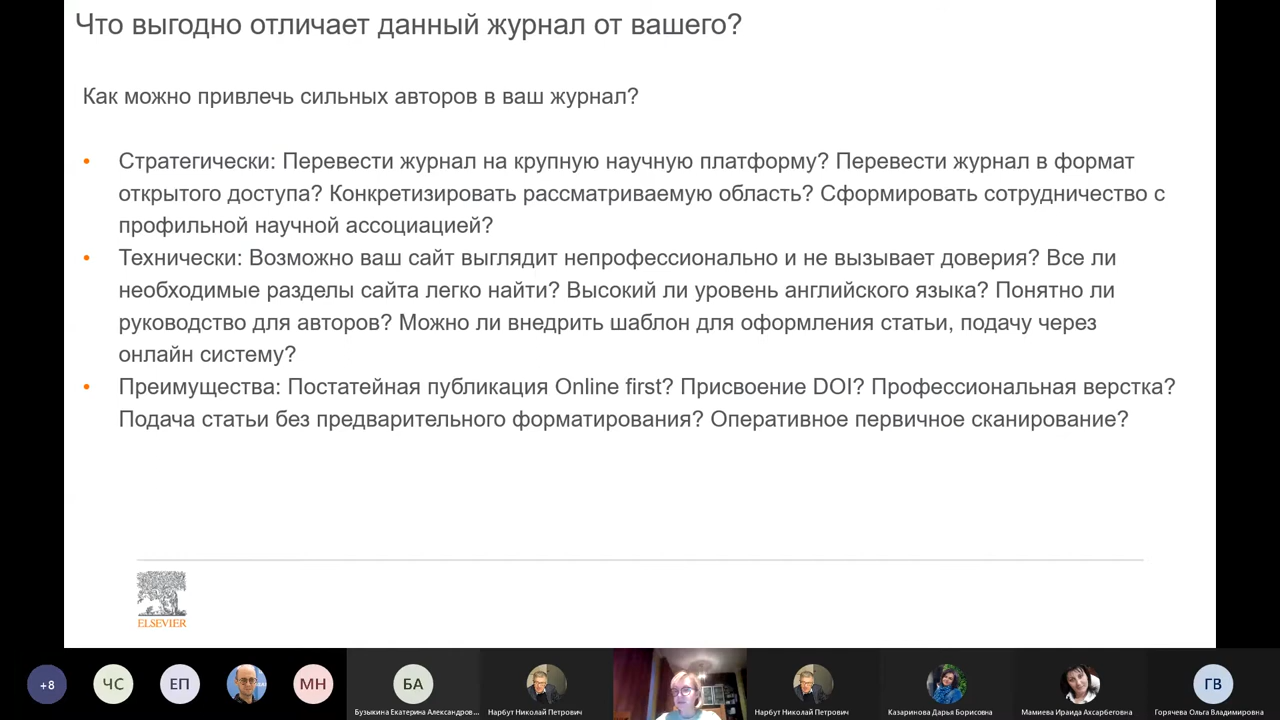 Что выгодно отличает данный журнал от вашего?
Как можно привлечь сильных авторов в ваш журнал?
• Стратегически: Перевести журнал на крупную научную платформу? Перевести журнал в формат
открытого доступа? Конкретизировать рассматриваемую область? Сформировать сотрудничество с
профильной научной ассоциацией?
• Технически: Возможно ваш сайт выглядит непрофессионально и не вызывает доверия? Все ли
необходимые разделы сайта легко найти? Высокий ли уровень английского языка? Понятно ли
руководство для авторов? Можно ли внедрить шаблон для оформления статьи, подачу через
онлайн систему?
• Преимущества: Постатейная публикация Online first? Присвоение DOI? Профессиональная верстка?
Подача статьи без предварительного форматирования? Оперативное первичное сканирование?
ELSEVIER
+8 ЧС ЕП МН БА ГВ
Бузыкина Екатерина Александров... Нарбут Николай Петрович Нарбут Николай Петрович Казаринова Дарья Борисовна Мамиева Ираида Ахсарбеговна Горячева Ольга Владимировна